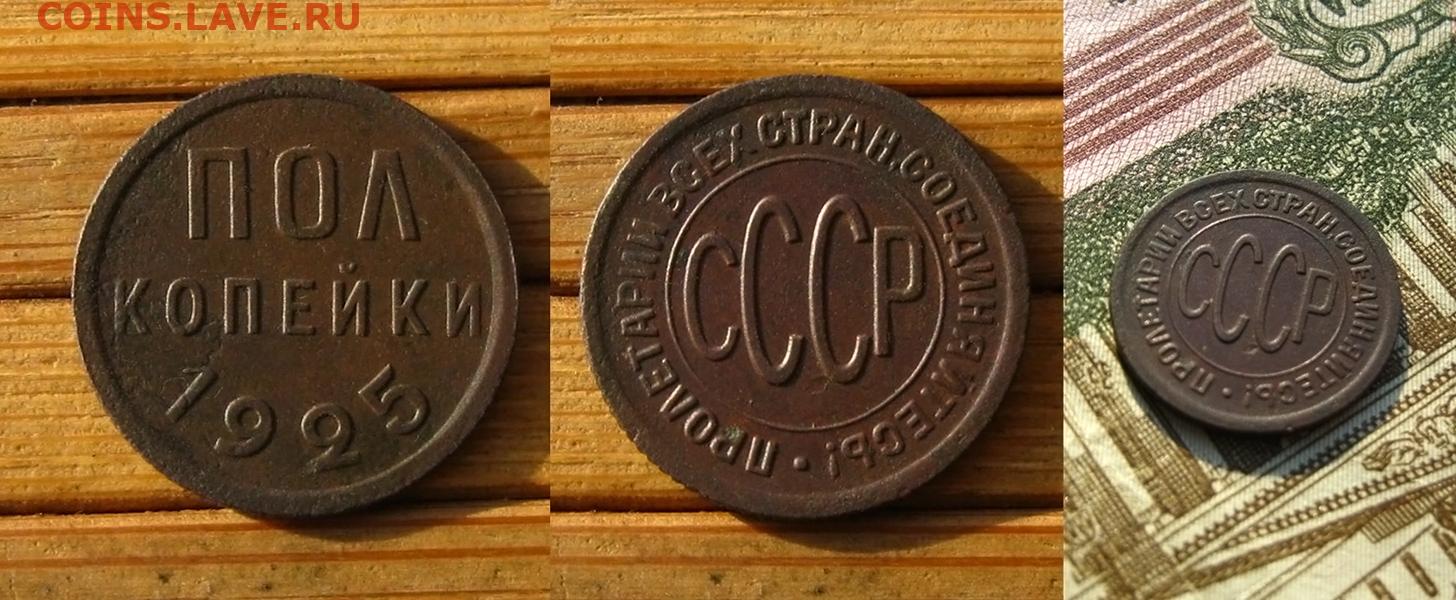 COINS.LAVE.RU
ПОЛ
КОПЕЙКИ
1925
ПРОЛЕТАРИИ ВСЕХ СТРАН, СОЕДИНЯЙТЕСЬ!
СССР
ПРОЛЕТАРИИ ВСЕХ СТРАН, СОЕДИНЯЙТЕСЬ!
СССР